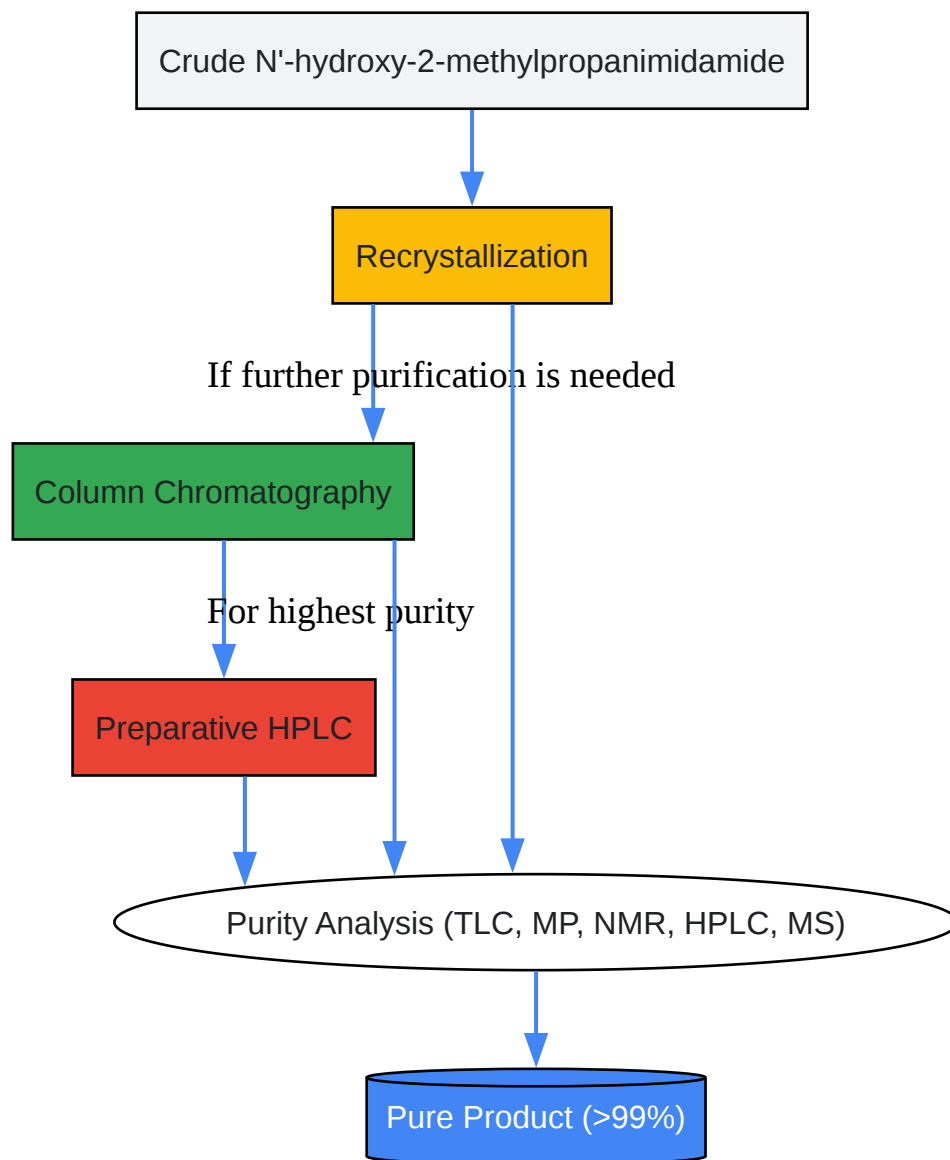 Crude N'-hydroxy-2-methylpropanimidamide
Recrystallization
If further purification is needed
Column Chromatography
For highest purity
Preparative HPLC
Purity Analysis (TLC, MP, NMR, HPLC, MS)
Pure Product (>99%)